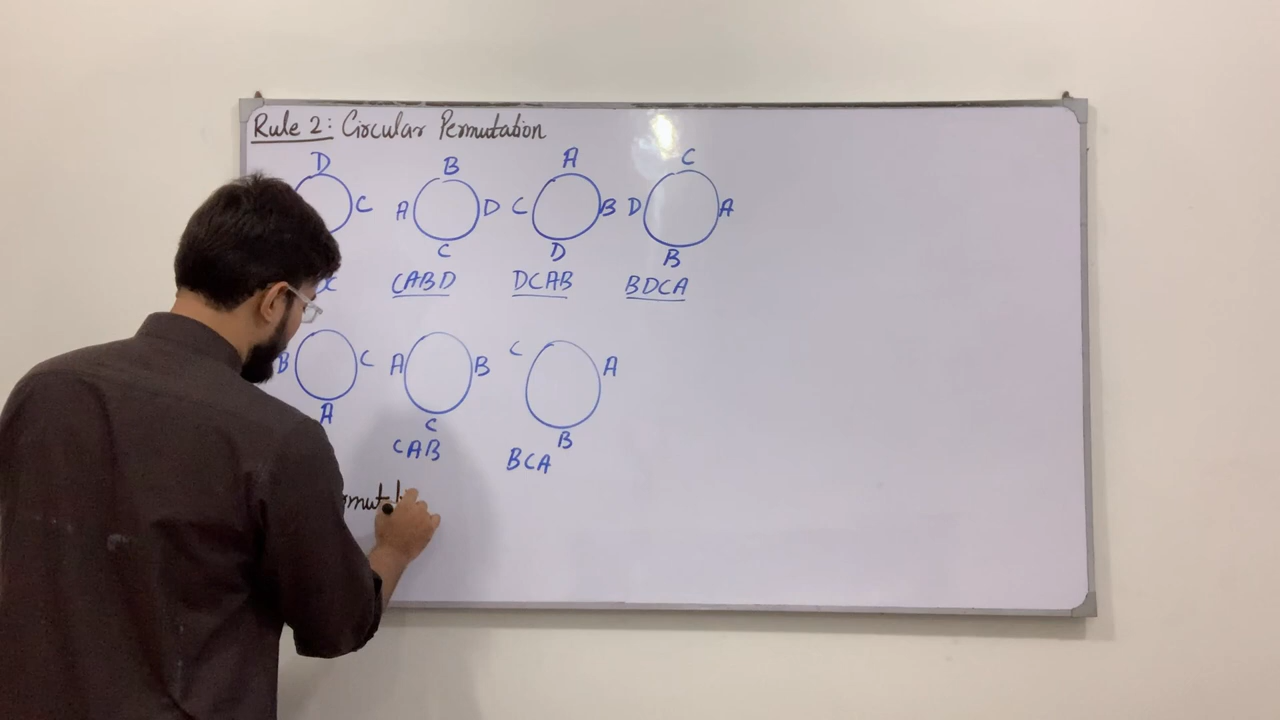 Rule 2: Circular Permutation
D B A C
C A D C B D A
C D B
CABD DCAB BDCA
B C A B C A
A C B
CAB BCA